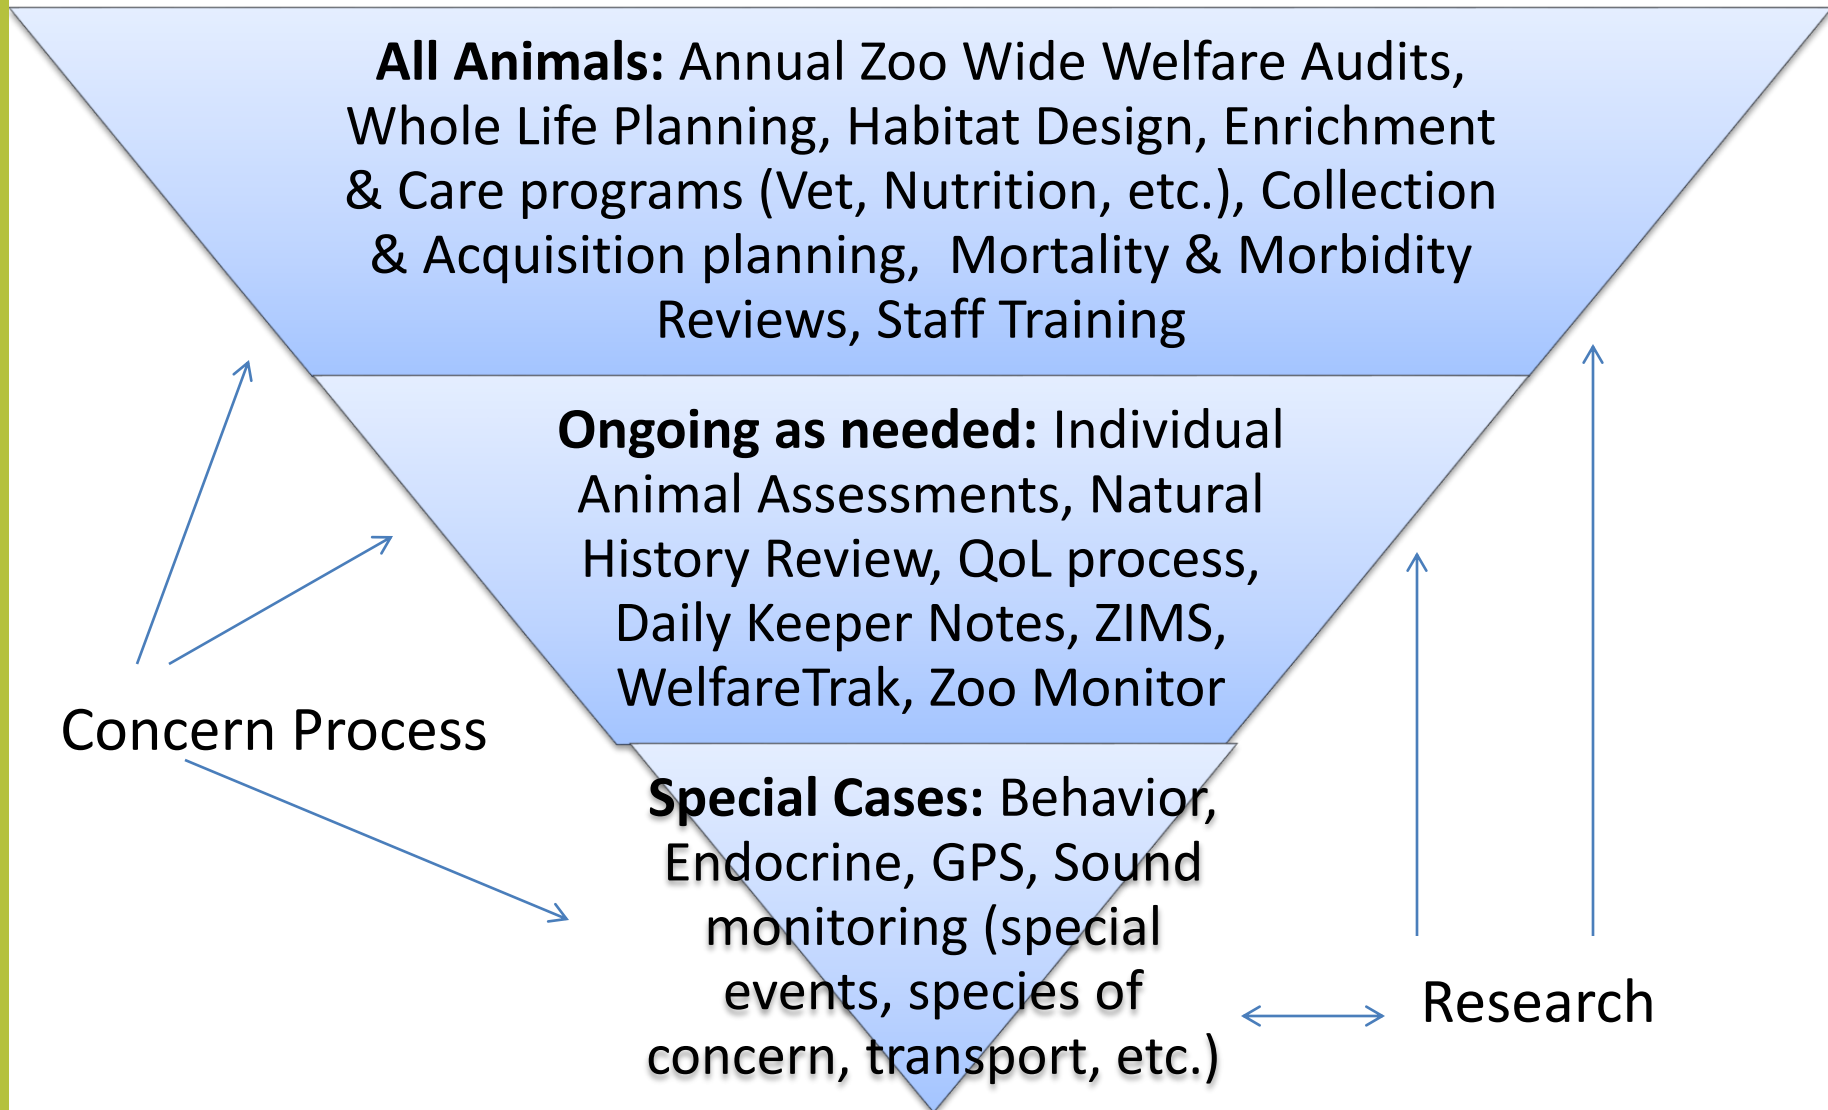 All Animals: Annual Zoo Wide Welfare Audits,
Whole Life Planning, Habitat Design, Enrichment
& Care programs (Vet, Nutrition, etc.), Collection
& Acquisition planning,  Mortality & Morbidity
Reviews, Staff Training
Ongoing as needed: Individual
Animal Assessments, Natural
History Review, QoL process,
Daily Keeper Notes, ZIMS,
WelfareTrak, Zoo Monitor
Concern Process
Special Cases: Behavior,
Endocrine, GPS, Sound
monitoring (special
events, species of
concern, transport, etc.)
Research